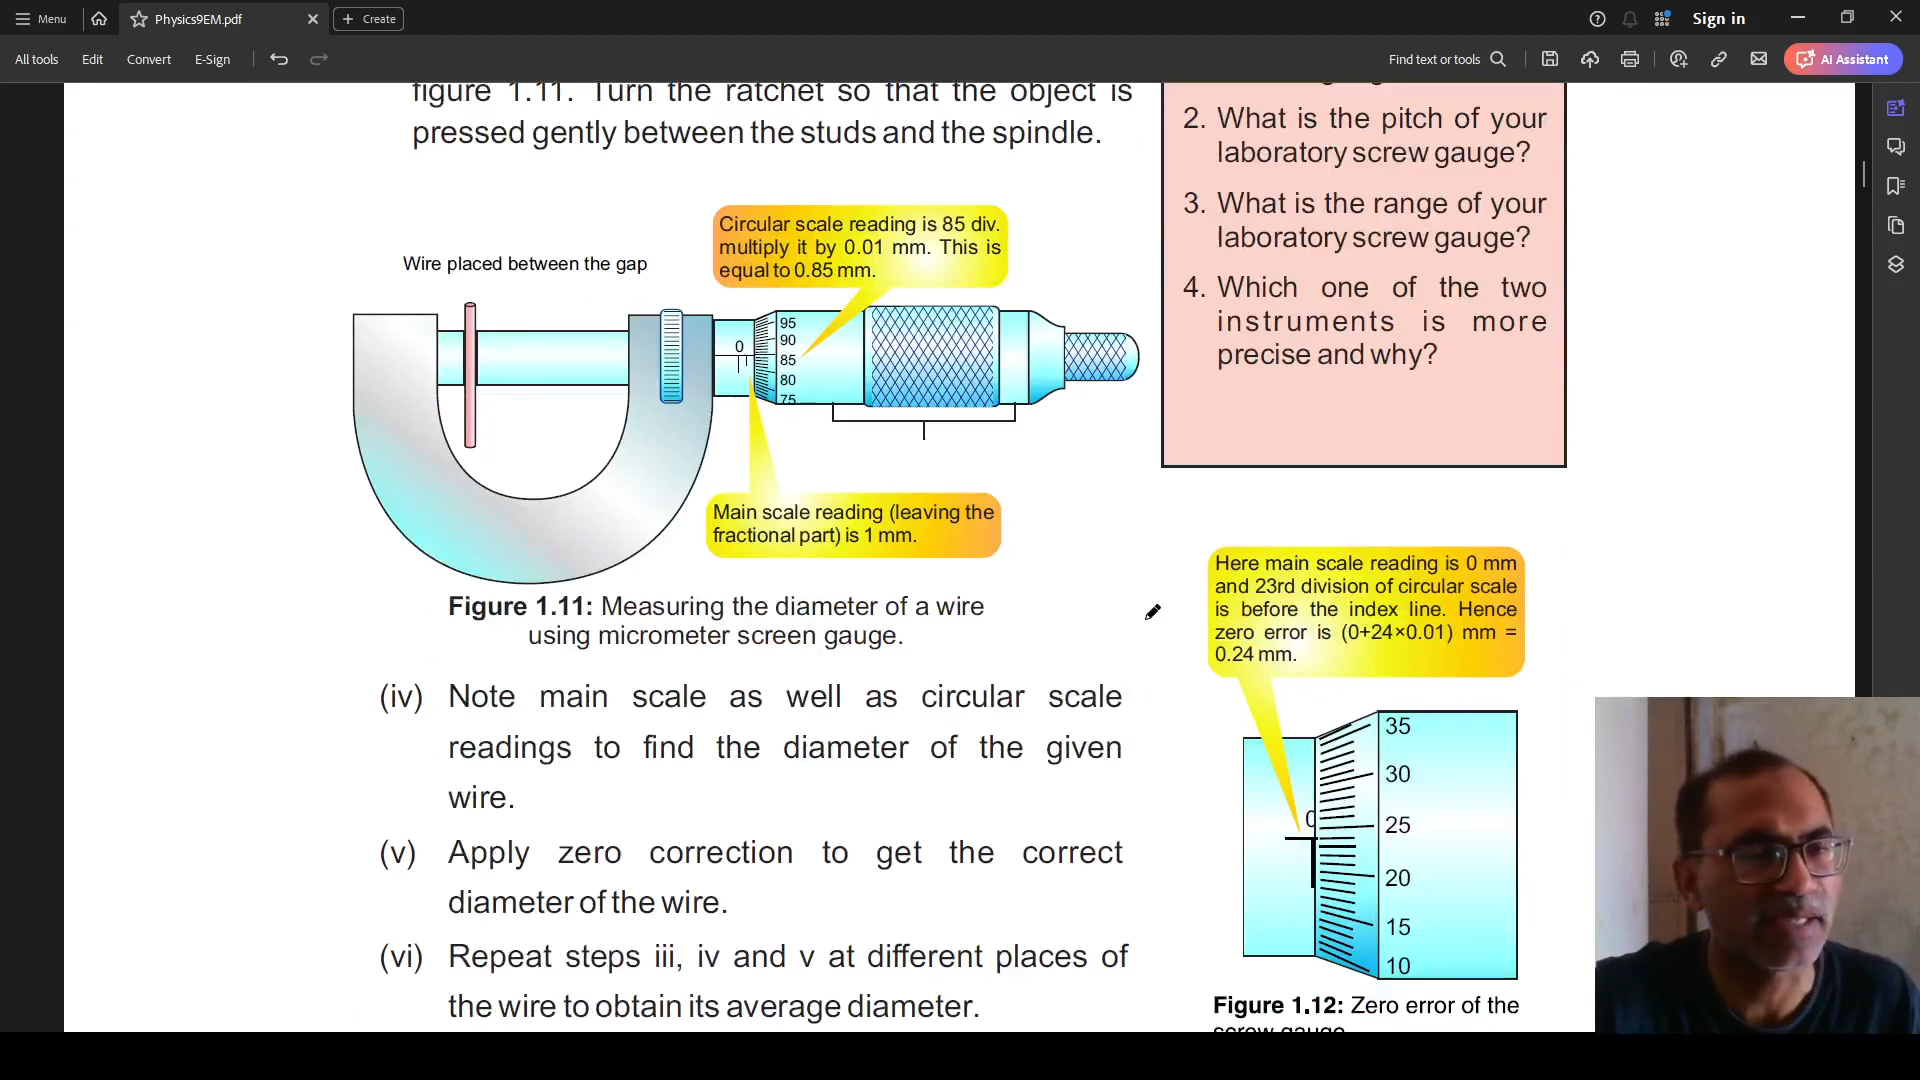 Menu
Physics9EM.pdf
Create
Sign in
All tools
Edit
Convert
E-Sign
Find text or tools
AI Assistant
figure 1.11. Turn the ratchet so that the object is
pressed gently between the studs and the spindle.
Circular scale reading is 85 div.
multiply it by 0.01 mm. This is
equal to 0.85 mm.
Wire placed between the gap
0
95
90
85
80
75
Main scale reading (leaving the
fractional part) is 1 mm.
Figure 1.11: Measuring the diameter of a wire
using micrometer screen gauge.
(iv) Note main scale as well as circular scale
readings to find the diameter of the given
wire.
(v) Apply zero correction to get the correct
diameter of the wire.
(vi) Repeat steps iii, iv and v at different places of
the wire to obtain its average diameter.
2. What is the pitch of your
laboratory screw gauge?
3. What is the range of your
laboratory screw gauge?
4. Which one of the two
instruments is more
precise and why?
Here main scale reading is 0 mm
and 23rd division of circular scale
is before the index line. Hence
zero error is (0+24×0.01) mm =
0.24 mm.
0
35
30
25
20
15
10
Figure 1.12: Zero error of the
screw gauge